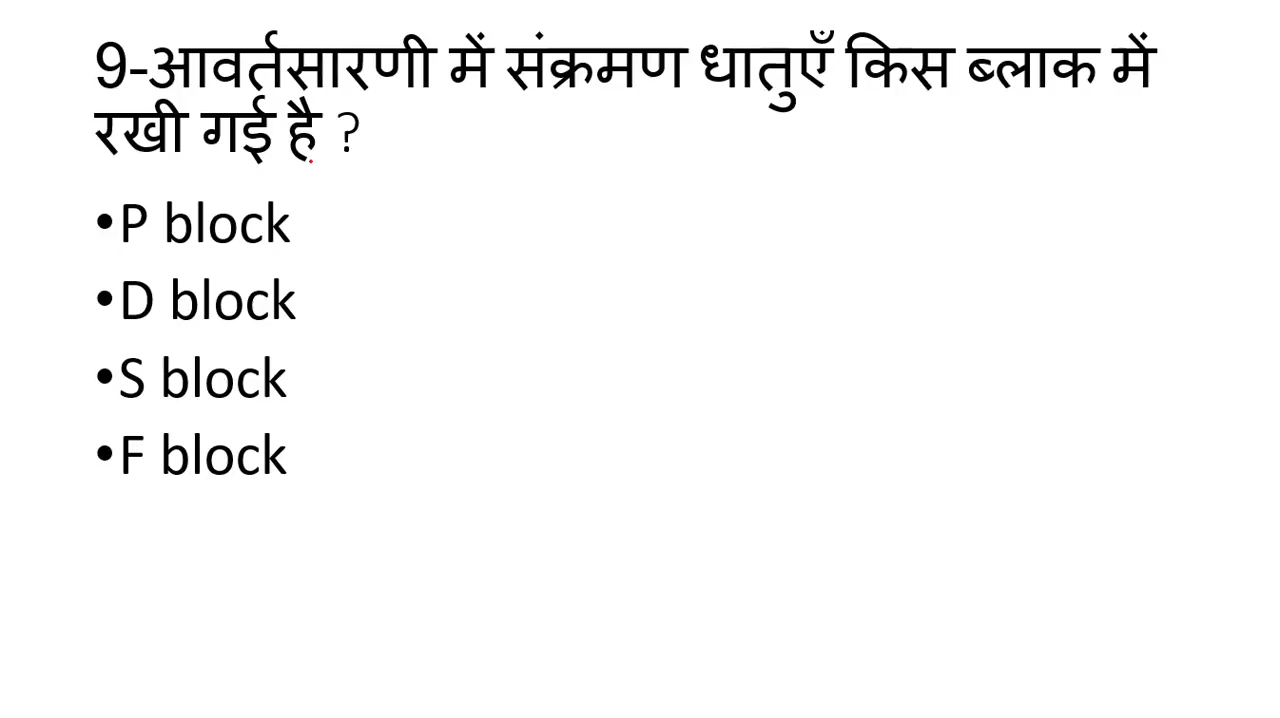 9-आवर्तसारणी में संक्रमण धातुएँ किस ब्लाक में
रखी गई है ?
•P block
•D block
•S block
•F block